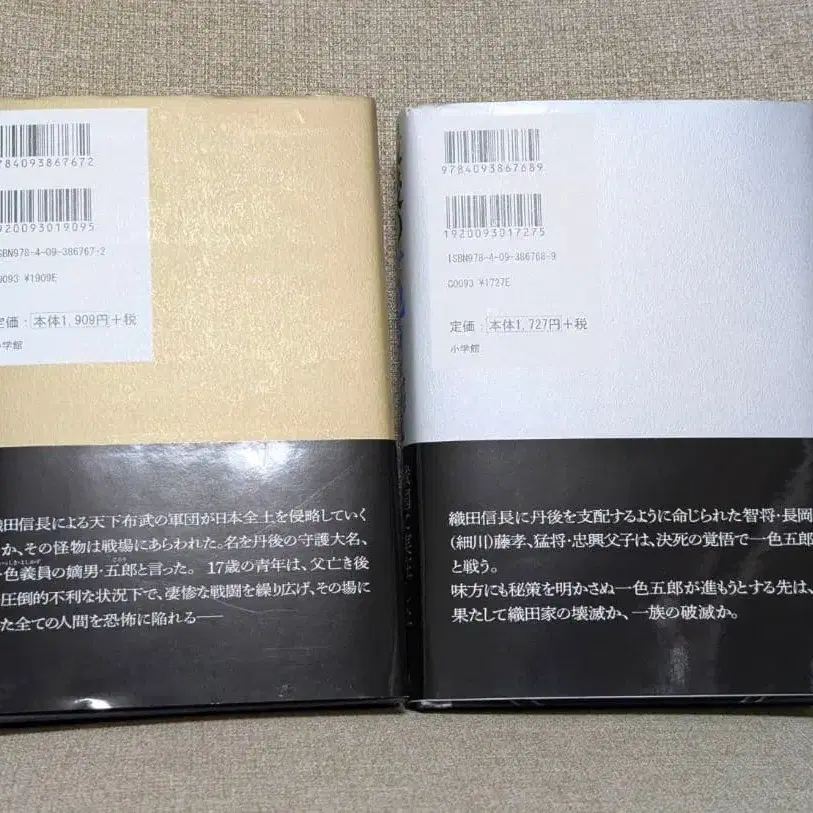 9784093867672
920093019095
SBN978-4-09-386767-2
0093 ¥1909E
定価：本体1,909円＋税
小学館
織田信長による天下布武の軍団が日本全土を侵略していく
か、その怪物は戦場にあらわれた。名を丹後の守護大名、
色義員の嫡男・五郎と言った。 17歳の青年は、父亡き後
圧倒的不利な状況下で、凄惨な戦闘を繰り広げ、その場に
た全ての人間を恐怖に陥れる──
9784093867689
1920093017275
ISBN978-4-09-386768-9
C0093 ¥1727E
定価：本体1,727円＋税
小学館
織田信長に丹後を支配するように命じられた智将・長岡
(細川)藤孝、猛将・忠興父子は、決死の覚悟で一色五郎
と戦う。
味方にも秘策を明かさぬ一色五郎が進もうとする先は、
果たして織田家の壊滅か、一族の破滅か。